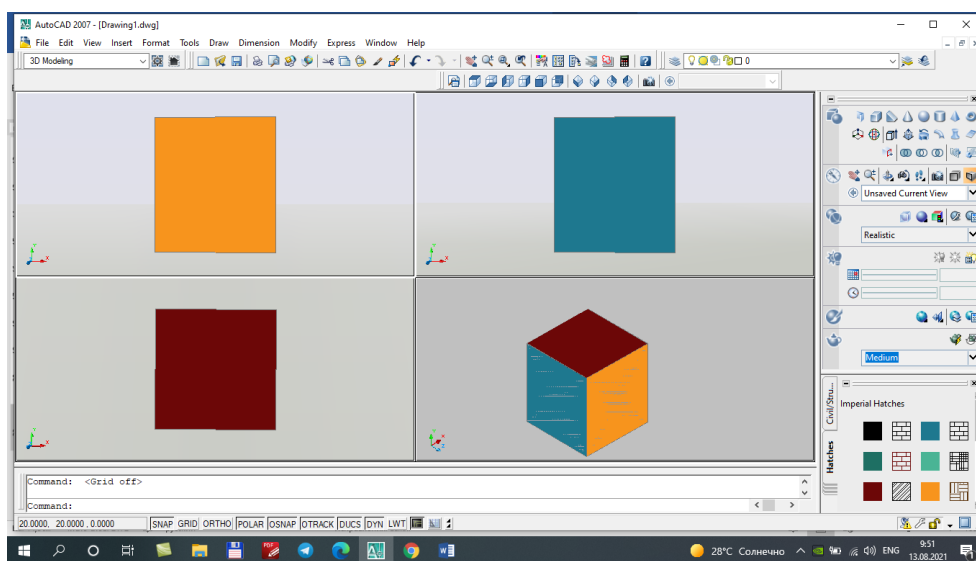 AutoCAD 2007 - [Drawing1.dwg]
File Edit View Insert Format Tools Draw Dimension Modify Express Window Help
3D Modeling
0
Unsaved Current View
Realistic
Medium
Civil/Stru...
Imperial Hatches
Hatches
Command: <Grid off>
Command:
20.0000, 20.0000, 0.0000 SNAP GRID ORTHO POLAR OSNAP OTRACK DUCS DYN LWT
28°C Солнечно ENG 9:51
13.08.2021